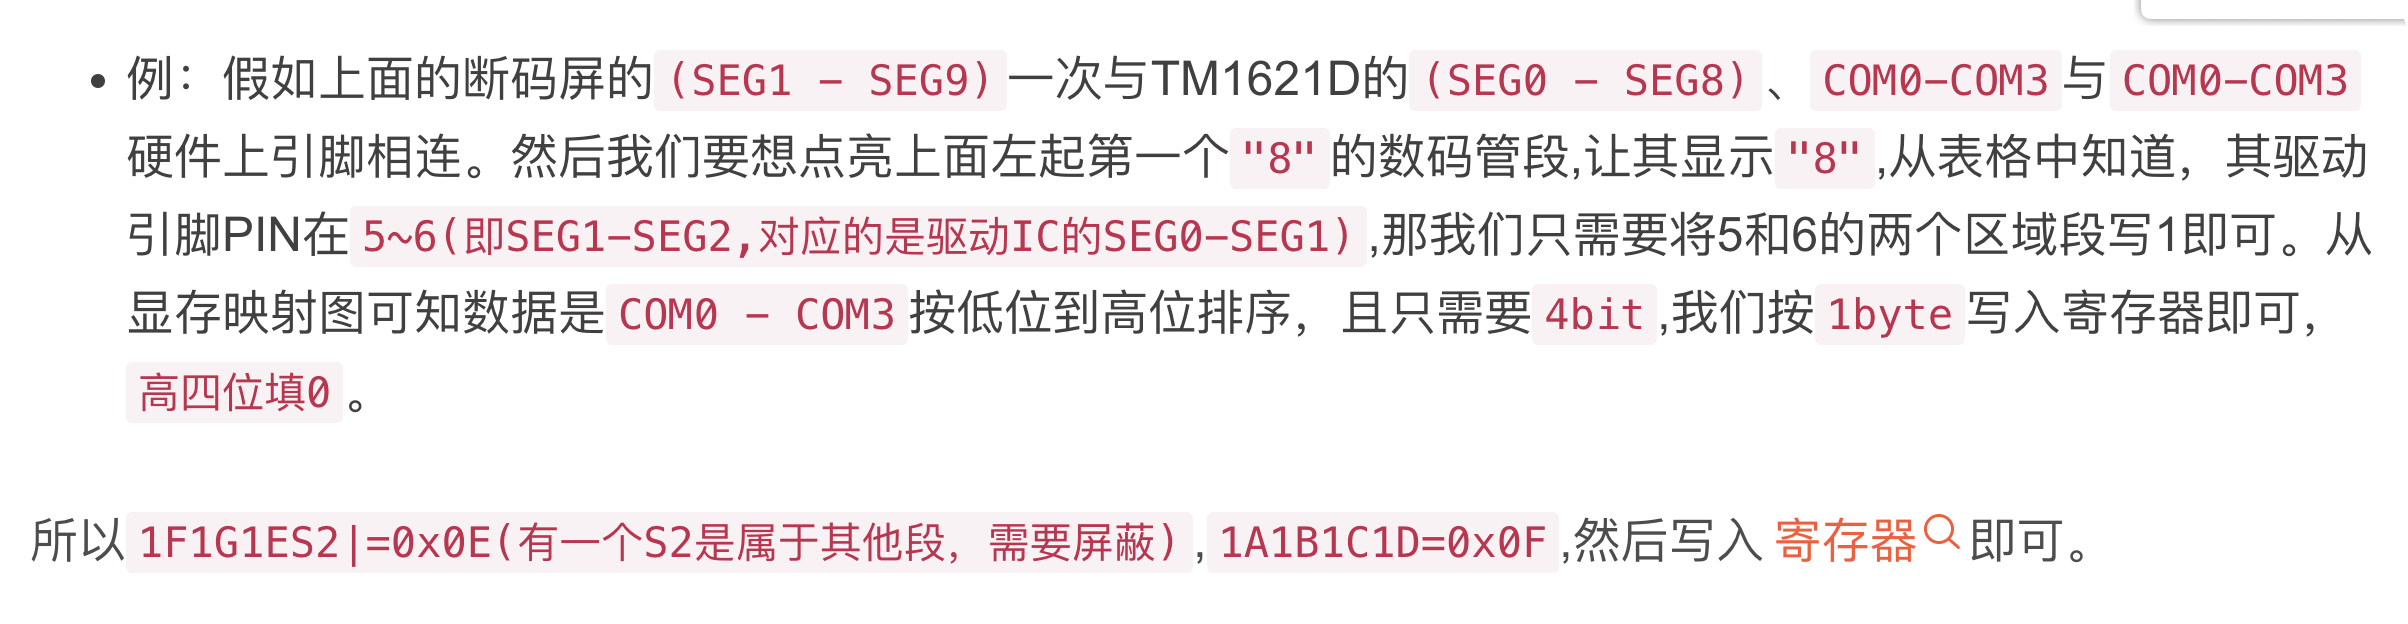 • 例：假如上面的断码屏的(SEG1 - SEG9)一次与TM1621D的(SEG0 - SEG8)、COM0-COM3与COM0-COM3
硬件上引脚相连。然后我们要想点亮上面左起第一个"8"的数码管段,让其显示"8",从表格中知道，其驱动
引脚PIN在5~6(即SEG1-SEG2,对应的是驱动IC的SEG0-SEG1),那我们只需要将5和6的两个区域段写1即可。从
显存映射图可知数据是COM0 - COM3按低位到高位排序，且只需要4bit,我们按1byte写入寄存器即可，
高四位填0。
所以1F1G1ES2|=0x0E(有一个S2是属于其他段，需要屏蔽),1A1B1C1D=0x0F,然后写入 寄存器 即可。